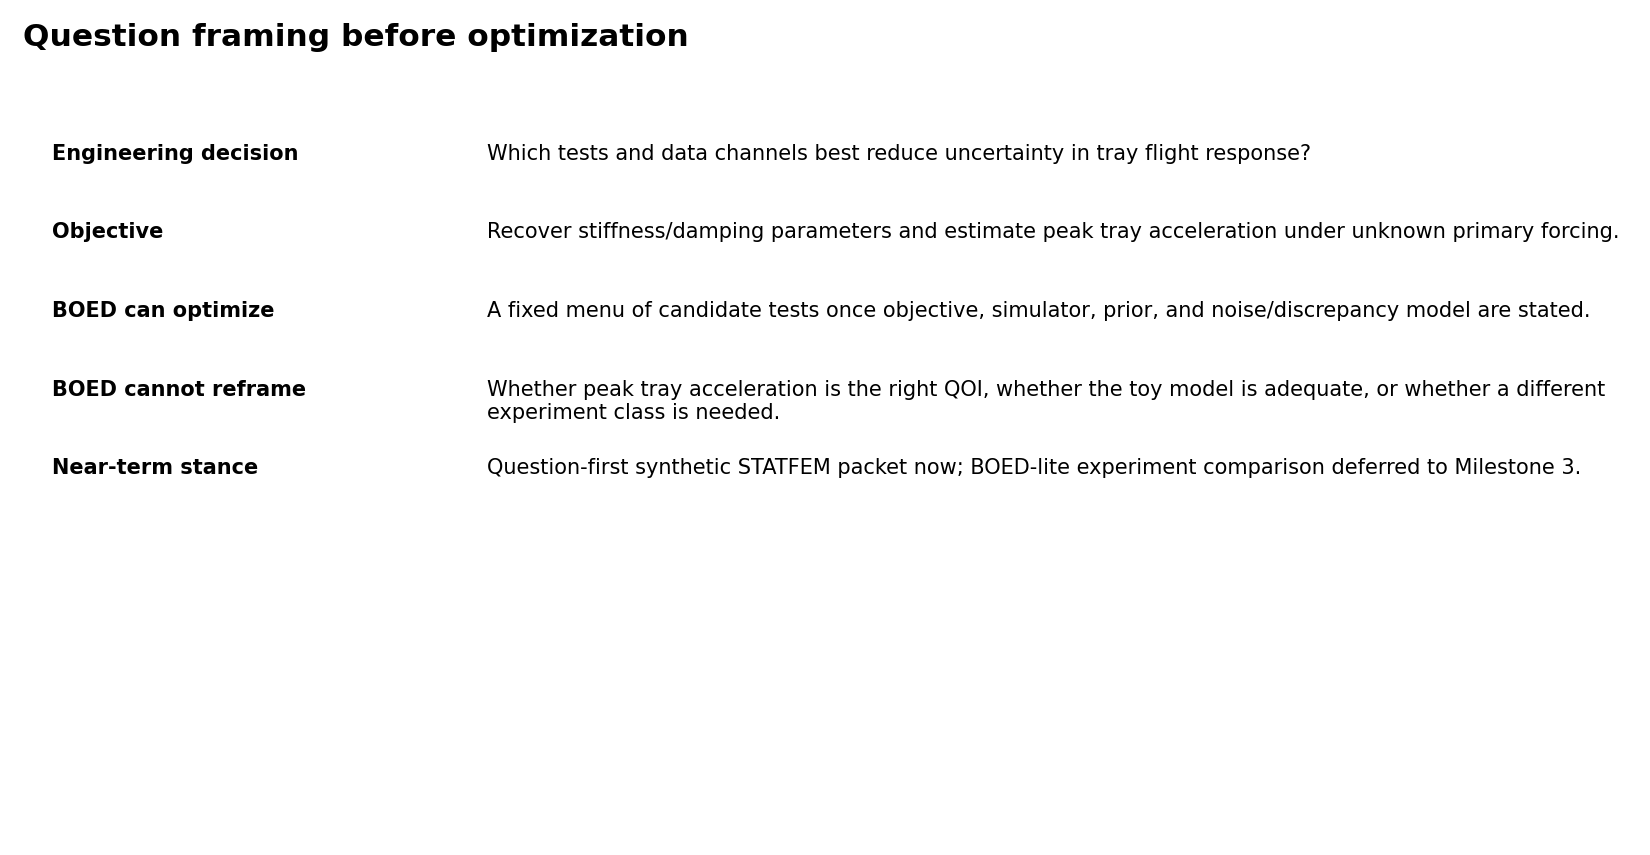 Question framing before optimization
Engineering decision
Which tests and data channels best reduce uncertainty in tray flight response?
Objective
Recover stiffness/damping parameters and estimate peak tray acceleration under unknown primary forcing.
BOED can optimize
A fixed menu of candidate tests once objective, simulator, prior, and noise/discrepancy model are stated.
BOED cannot reframe
Whether peak tray acceleration is the right QOI, whether the toy model is adequate, or whether a different
experiment class is needed.
Near-term stance
Question-first synthetic STATFEM packet now; BOED-lite experiment comparison deferred to Milestone 3.